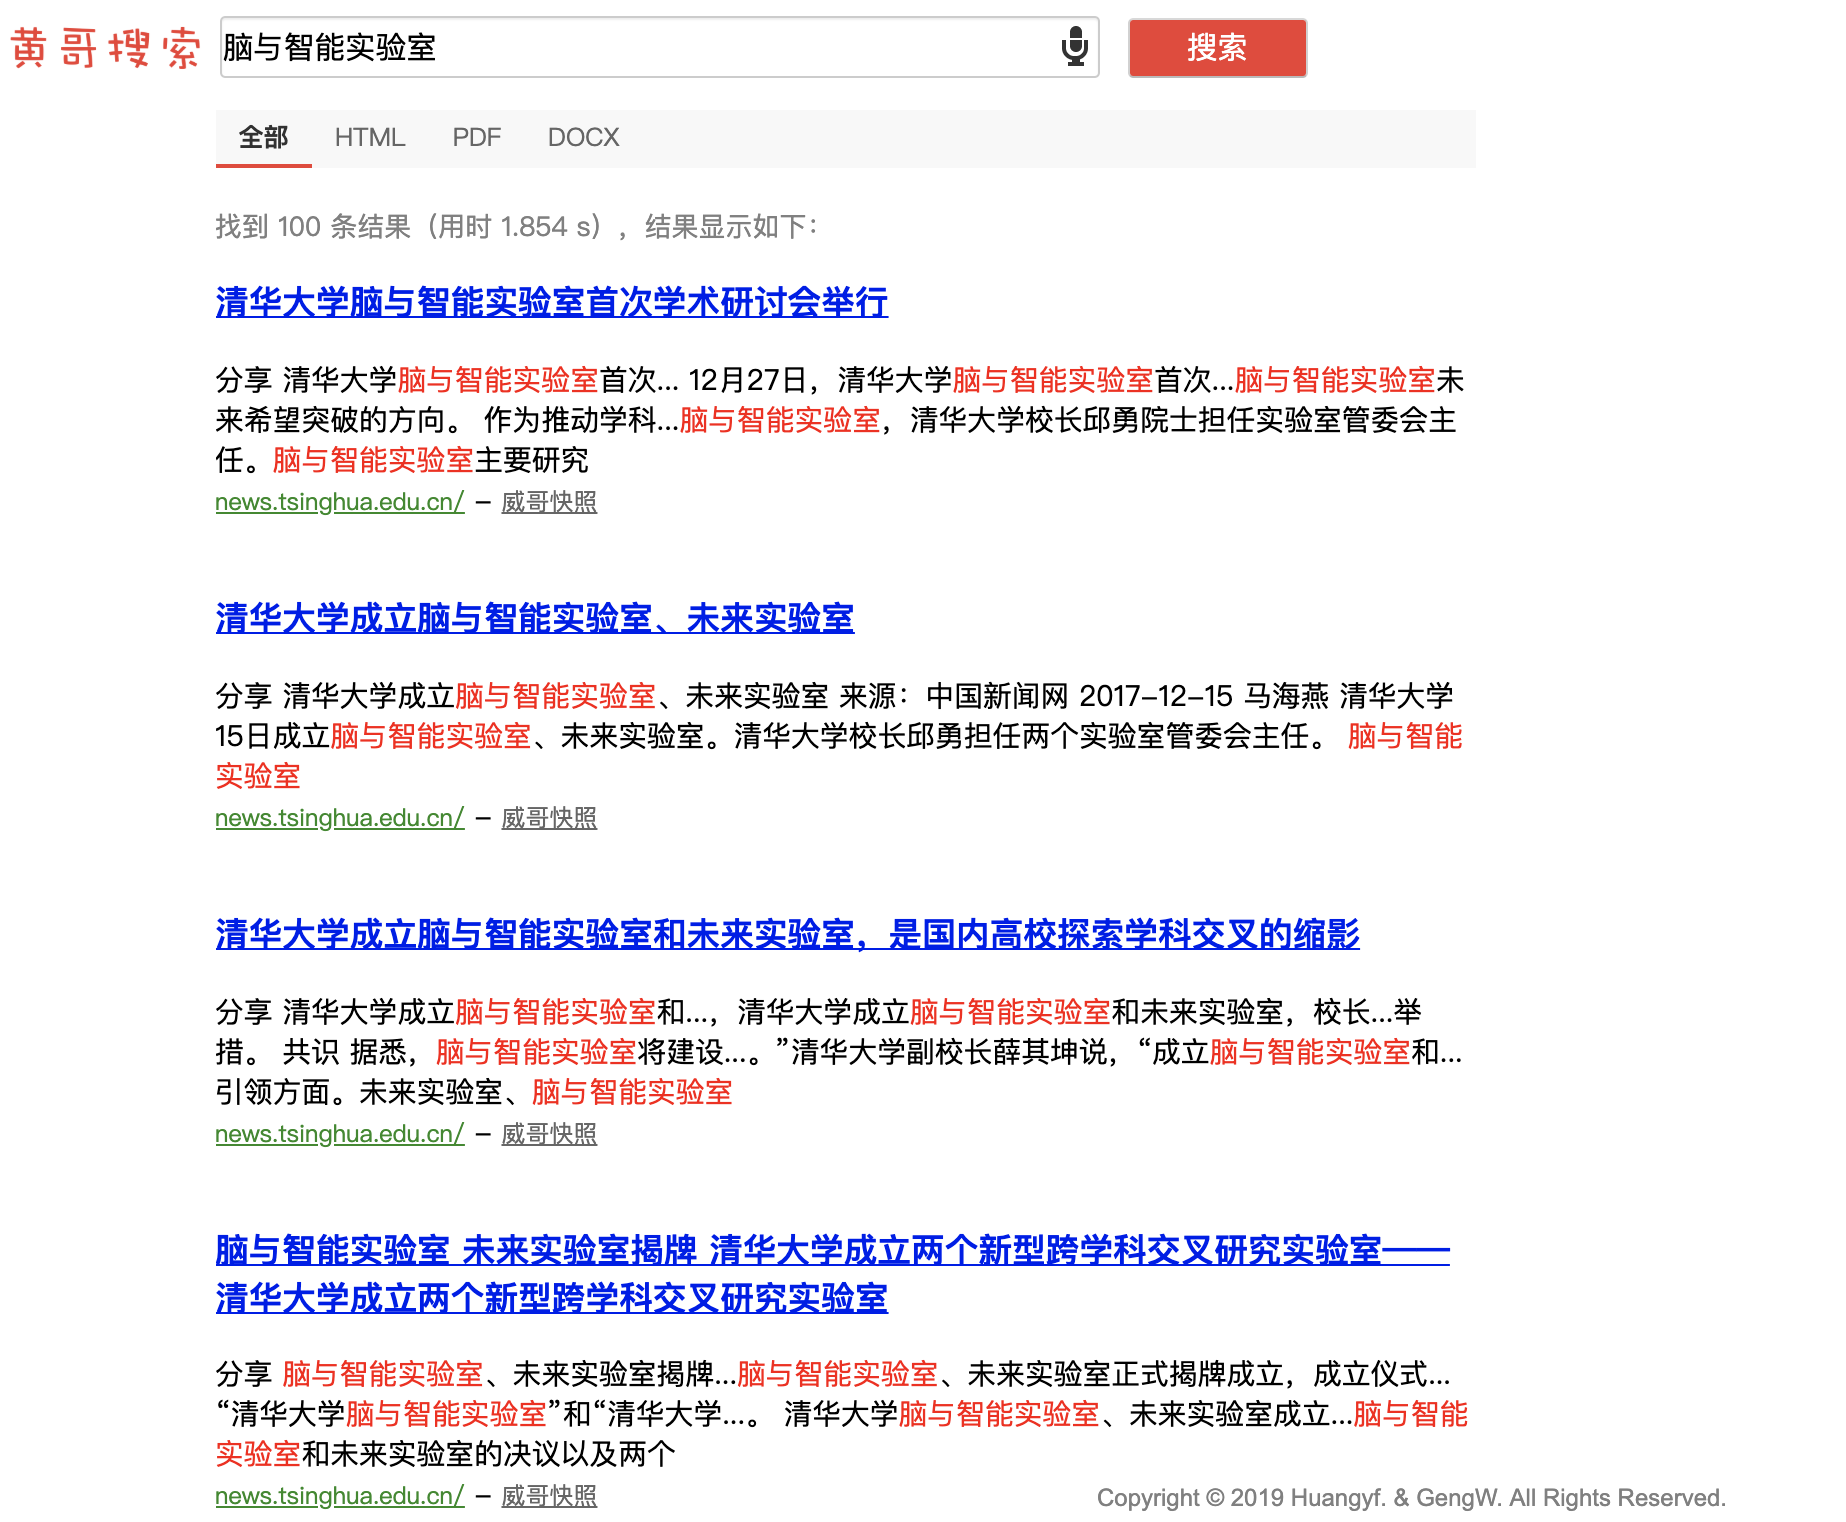 黄哥搜索 脑与智能实验室 搜索
全部 HTML PDF DOCX
找到 100 条结果（用时 1.854 s），结果显示如下：
清华大学脑与智能实验室首次学术研讨会举行
分享 清华大学脑与智能实验室首次... 12月27日，清华大学脑与智能实验室首次...脑与智能实验室未
来希望突破的方向。 作为推动学科...脑与智能实验室，清华大学校长邱勇院士担任实验室管委会主
任。脑与智能实验室主要研究
news.tsinghua.edu.cn/ – 威哥快照
清华大学成立脑与智能实验室、未来实验室
分享 清华大学成立脑与智能实验室、未来实验室 来源：中国新闻网 2017-12-15 马海燕 清华大学
15日成立脑与智能实验室、未来实验室。清华大学校长邱勇担任两个实验室管委会主任。 脑与智能
实验室
news.tsinghua.edu.cn/ – 威哥快照
清华大学成立脑与智能实验室和未来实验室，是国内高校探索学科交叉的缩影
分享 清华大学成立脑与智能实验室和...，清华大学成立脑与智能实验室和未来实验室，校长...举
措。 共识 据悉，脑与智能实验室将建设...。”清华大学副校长薛其坤说，“成立脑与智能实验室和...
引领方面。未来实验室、脑与智能实验室
news.tsinghua.edu.cn/ – 威哥快照
脑与智能实验室 未来实验室揭牌 清华大学成立两个新型跨学科交叉研究实验室——
清华大学成立两个新型跨学科交叉研究实验室
分享 脑与智能实验室、未来实验室揭牌...脑与智能实验室、未来实验室正式揭牌成立，成立仪式...
“清华大学脑与智能实验室”和“清华大学...。 清华大学脑与智能实验室、未来实验室成立...脑与智能
实验室和未来实验室的决议以及两个
news.tsinghua.edu.cn/ – 威哥快照
Copyright © 2019 Huangyf. & GengW. All Rights Reserved.